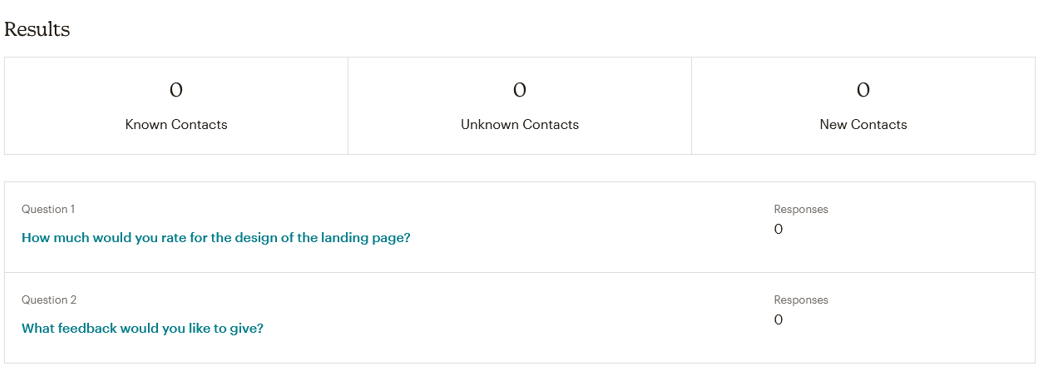 Results
0
0
0
Known Contacts
Unknown Contacts
New Contacts
Question 1
Responses
How much would you rate for the design of the landing page?
0
Question 2
Responses
What feedback would you like to give?
0